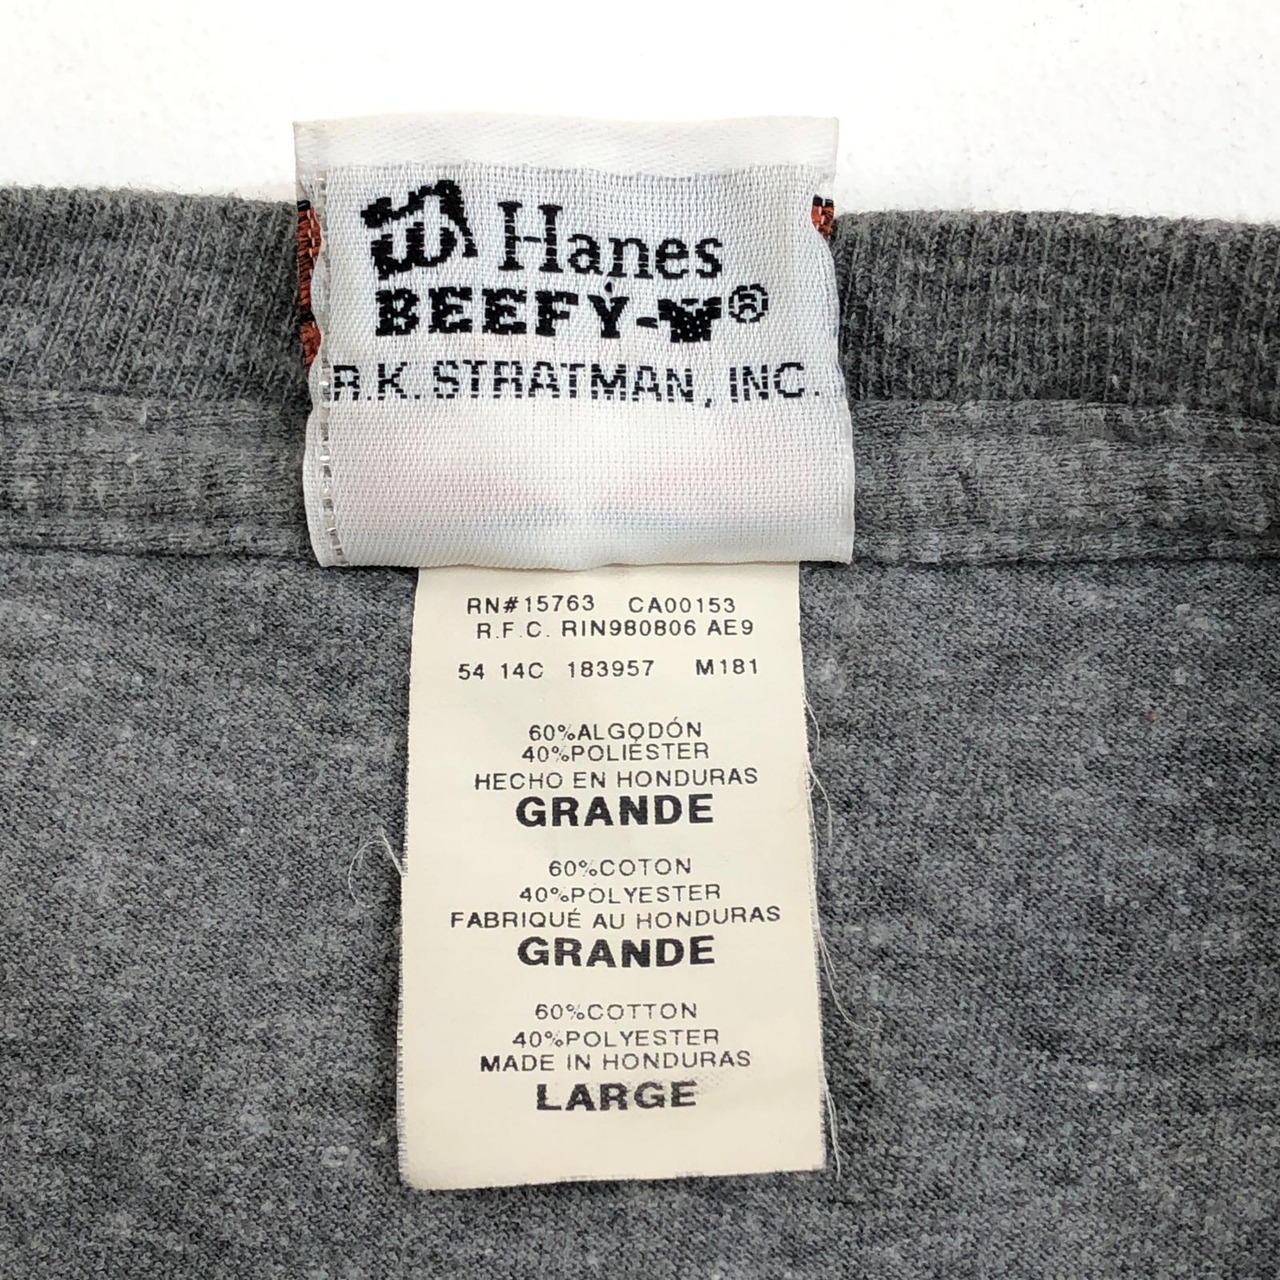 Hanes
BEEFY-®
R.K. STRATMAN, INC.
RN#15763 CA00153
R.F.C. RIN980806 AE9
54 14C 183957 M181
60%ALGODÓN
40%POLIÉSTER
HECHO EN HONDURAS
GRANDE
60%COTON
40%POLYESTER
FABRIQUÉ AU HONDURAS
GRANDE
60%COTTON
40%POLYESTER
MADE IN HONDURAS
LARGE